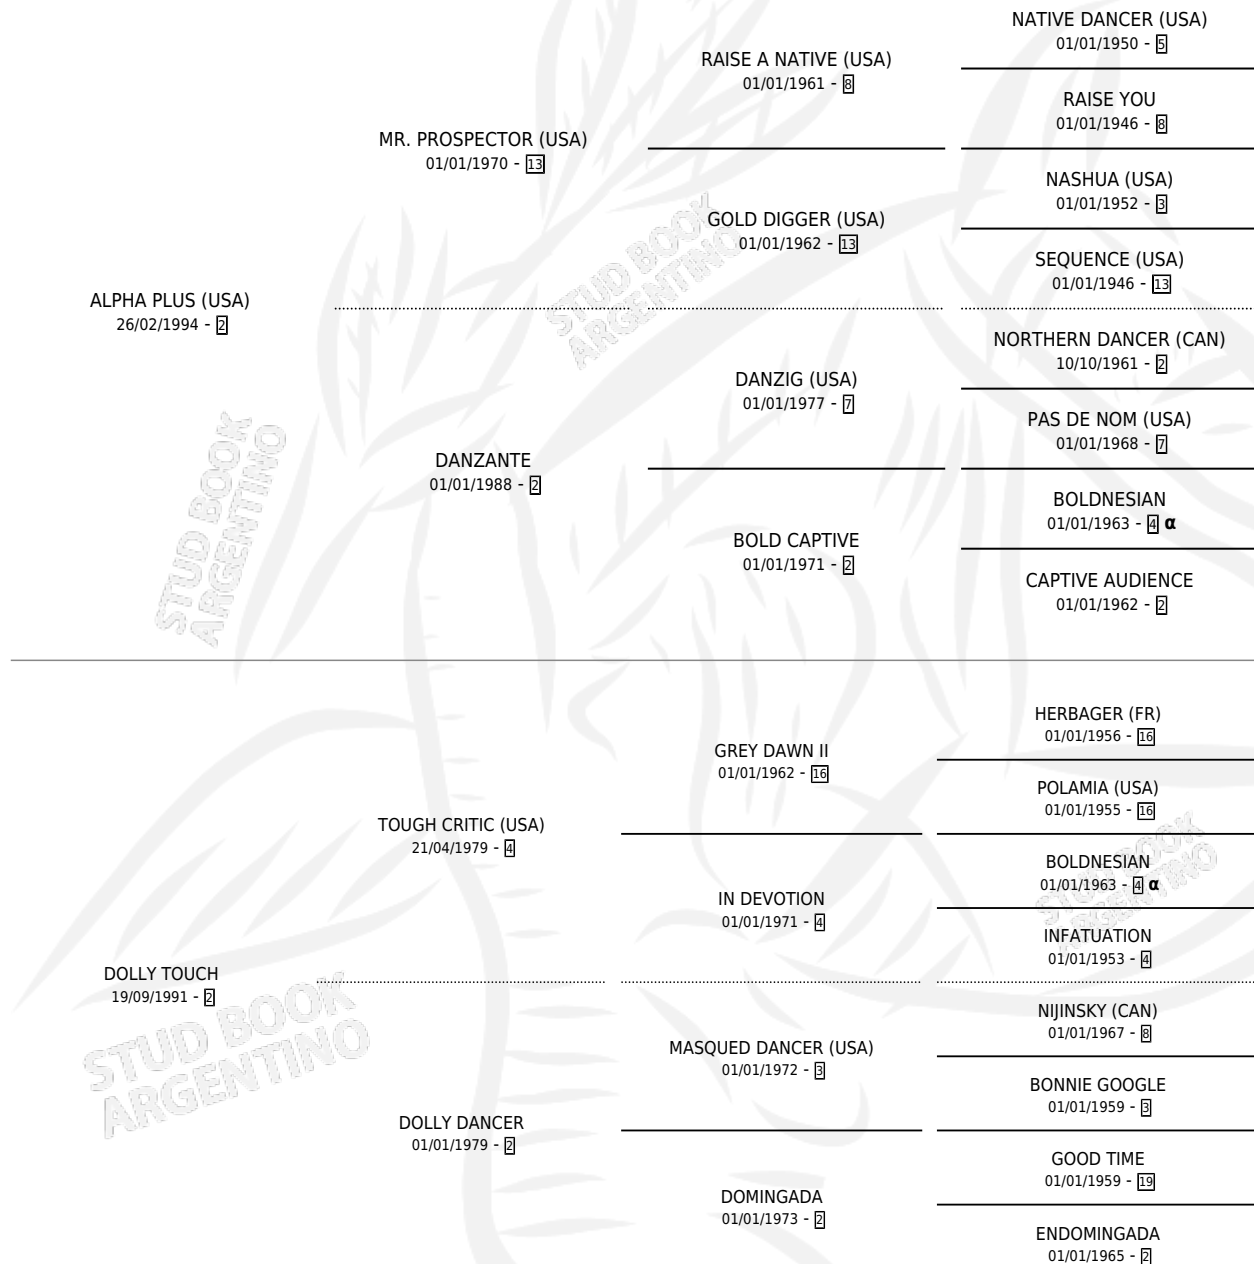 NATIVE DANCER (USA)
01/01/1950 - 5
RAISE A NATIVE (USA)
01/01/1961 - 8
RAISE YOU
01/01/1946 - 8
MR. PROSPECTOR (USA)
01/01/1970 - 13
NASHUA (USA)
01/01/1952 - 3
GOLD DIGGER (USA)
01/01/1962 - 13
SEQUENCE (USA)
01/01/1946 - 13
ALPHA PLUS (USA)
26/02/1994 - 2
NORTHERN DANCER (CAN)
10/10/1961 - 2
DANZIG (USA)
01/01/1977 - 7
PAS DE NOM (USA)
01/01/1968 - 7
DANZANTE
01/01/1988 - 2
BOLDNESIAN
01/01/1963 - 4 α
BOLD CAPTIVE
01/01/1971 - 2
CAPTIVE AUDIENCE
01/01/1962 - 2
HERBAGER (FR)
01/01/1956 - 16
GREY DAWN II
01/01/1962 - 16
POLAMIA (USA)
01/01/1955 - 16
TOUGH CRITIC (USA)
21/04/1979 - 4
BOLDNESIAN
01/01/1963 - 4 α
IN DEVOTION
01/01/1971 - 4
INFATUATION
01/01/1953 - 4
DOLLY TOUCH
19/09/1991 - 2
NIJINSKY (CAN)
01/01/1967 - 8
MASQUED DANCER (USA)
01/01/1972 - 3
BONNIE GOOGLE
01/01/1959 - 3
DOLLY DANCER
01/01/1979 - 2
GOOD TIME
01/01/1959 - 19
DOMINGADA
01/01/1973 - 2
ENDOMINGADA
01/01/1965 - 2
STUD BOOK
ARGENTINO
STUD BOOK
ARGENTINO
STUD BOOK
ARGENTINO
STUD BOOK
ARGENTINO